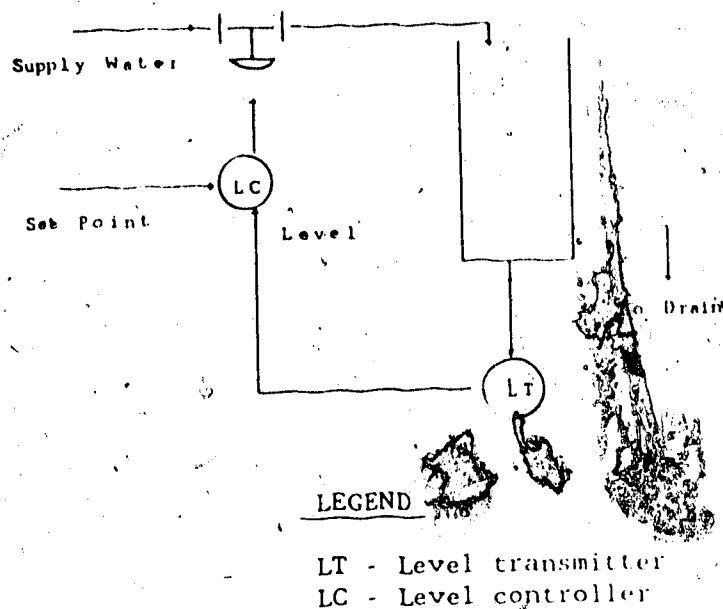 Supply Water
LC
Set Point
Level
o Drain
LT
LEGEND
LT - Level transmitter
LC - Level controller